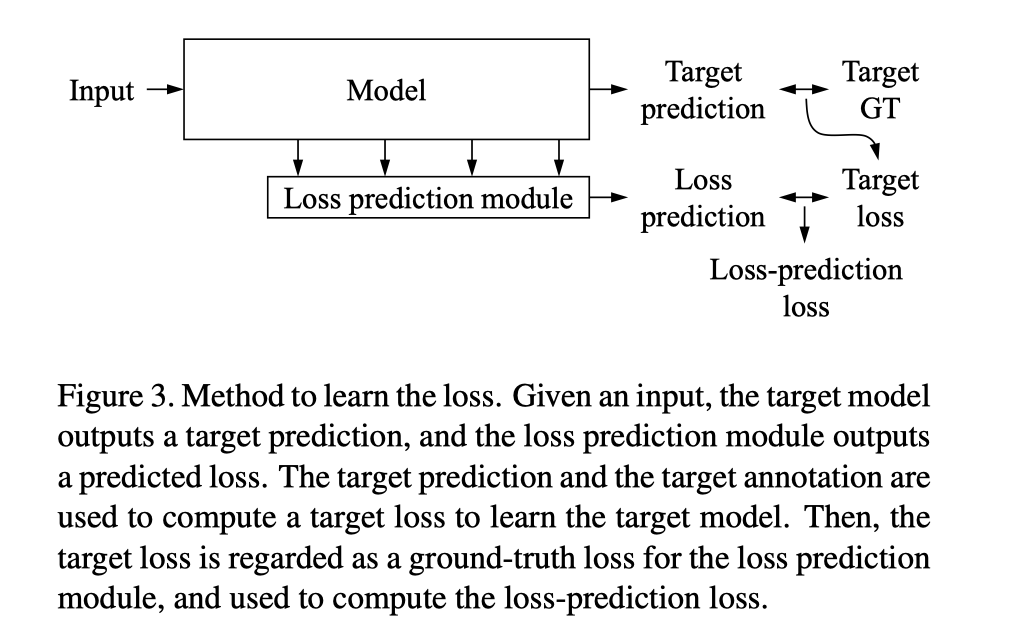 Input
Model
Target
prediction
Target
GT
Loss prediction module
Loss
prediction
Target
loss
Loss-prediction
loss
Figure 3. Method to learn the loss. Given an input, the target model
outputs a target prediction, and the loss prediction module outputs
a predicted loss. The target prediction and the target annotation are
used to compute a target loss to learn the target model. Then, the
target loss is regarded as a ground-truth loss for the loss prediction
module, and used to compute the loss-prediction loss.